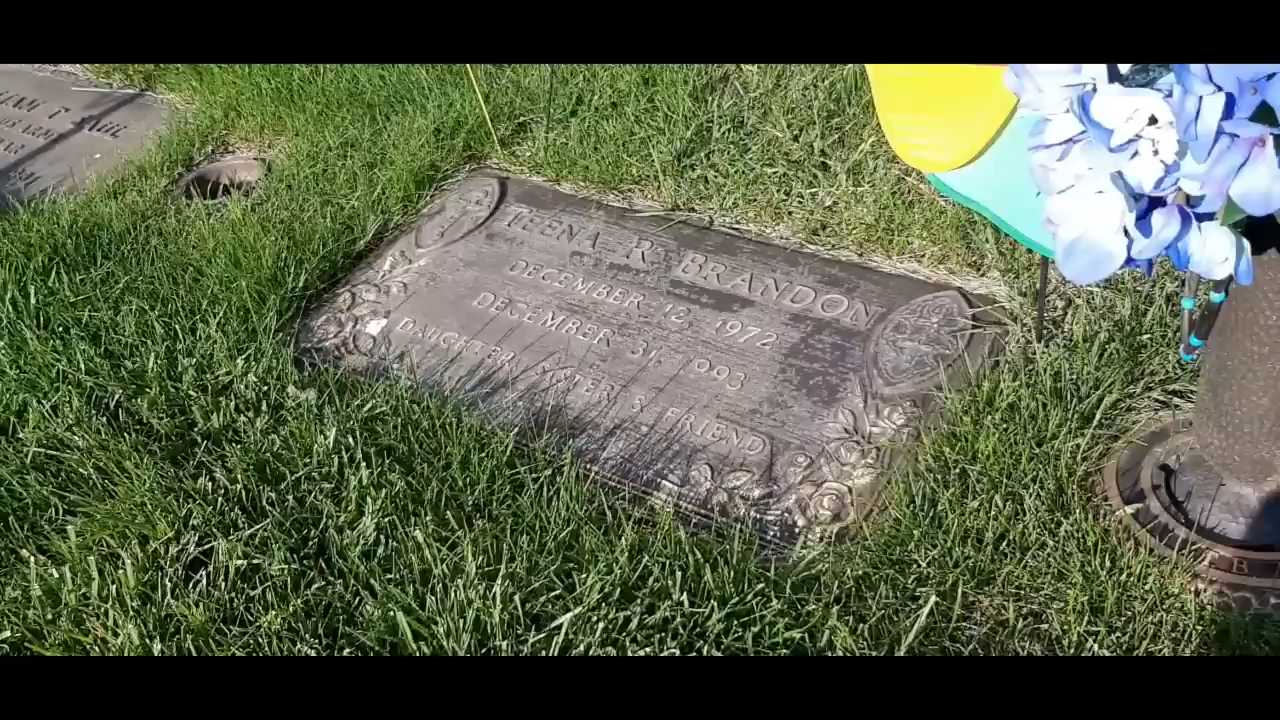 TEENA R. BRANDON
DECEMBER 12, 1972
DECEMBER 31, 1993
DAUGHTER, SISTER, & FRIEND